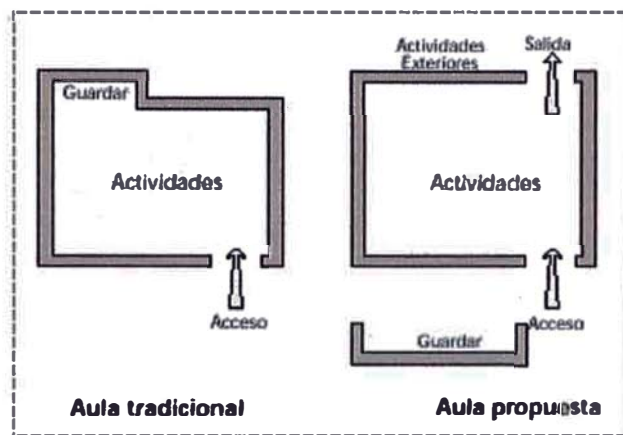 Guardar
Actividades
Acceso
Aula tradicional
Actividades
Exteriores
Salida
Actividades
Acceso
Guardar
Aula propuesta